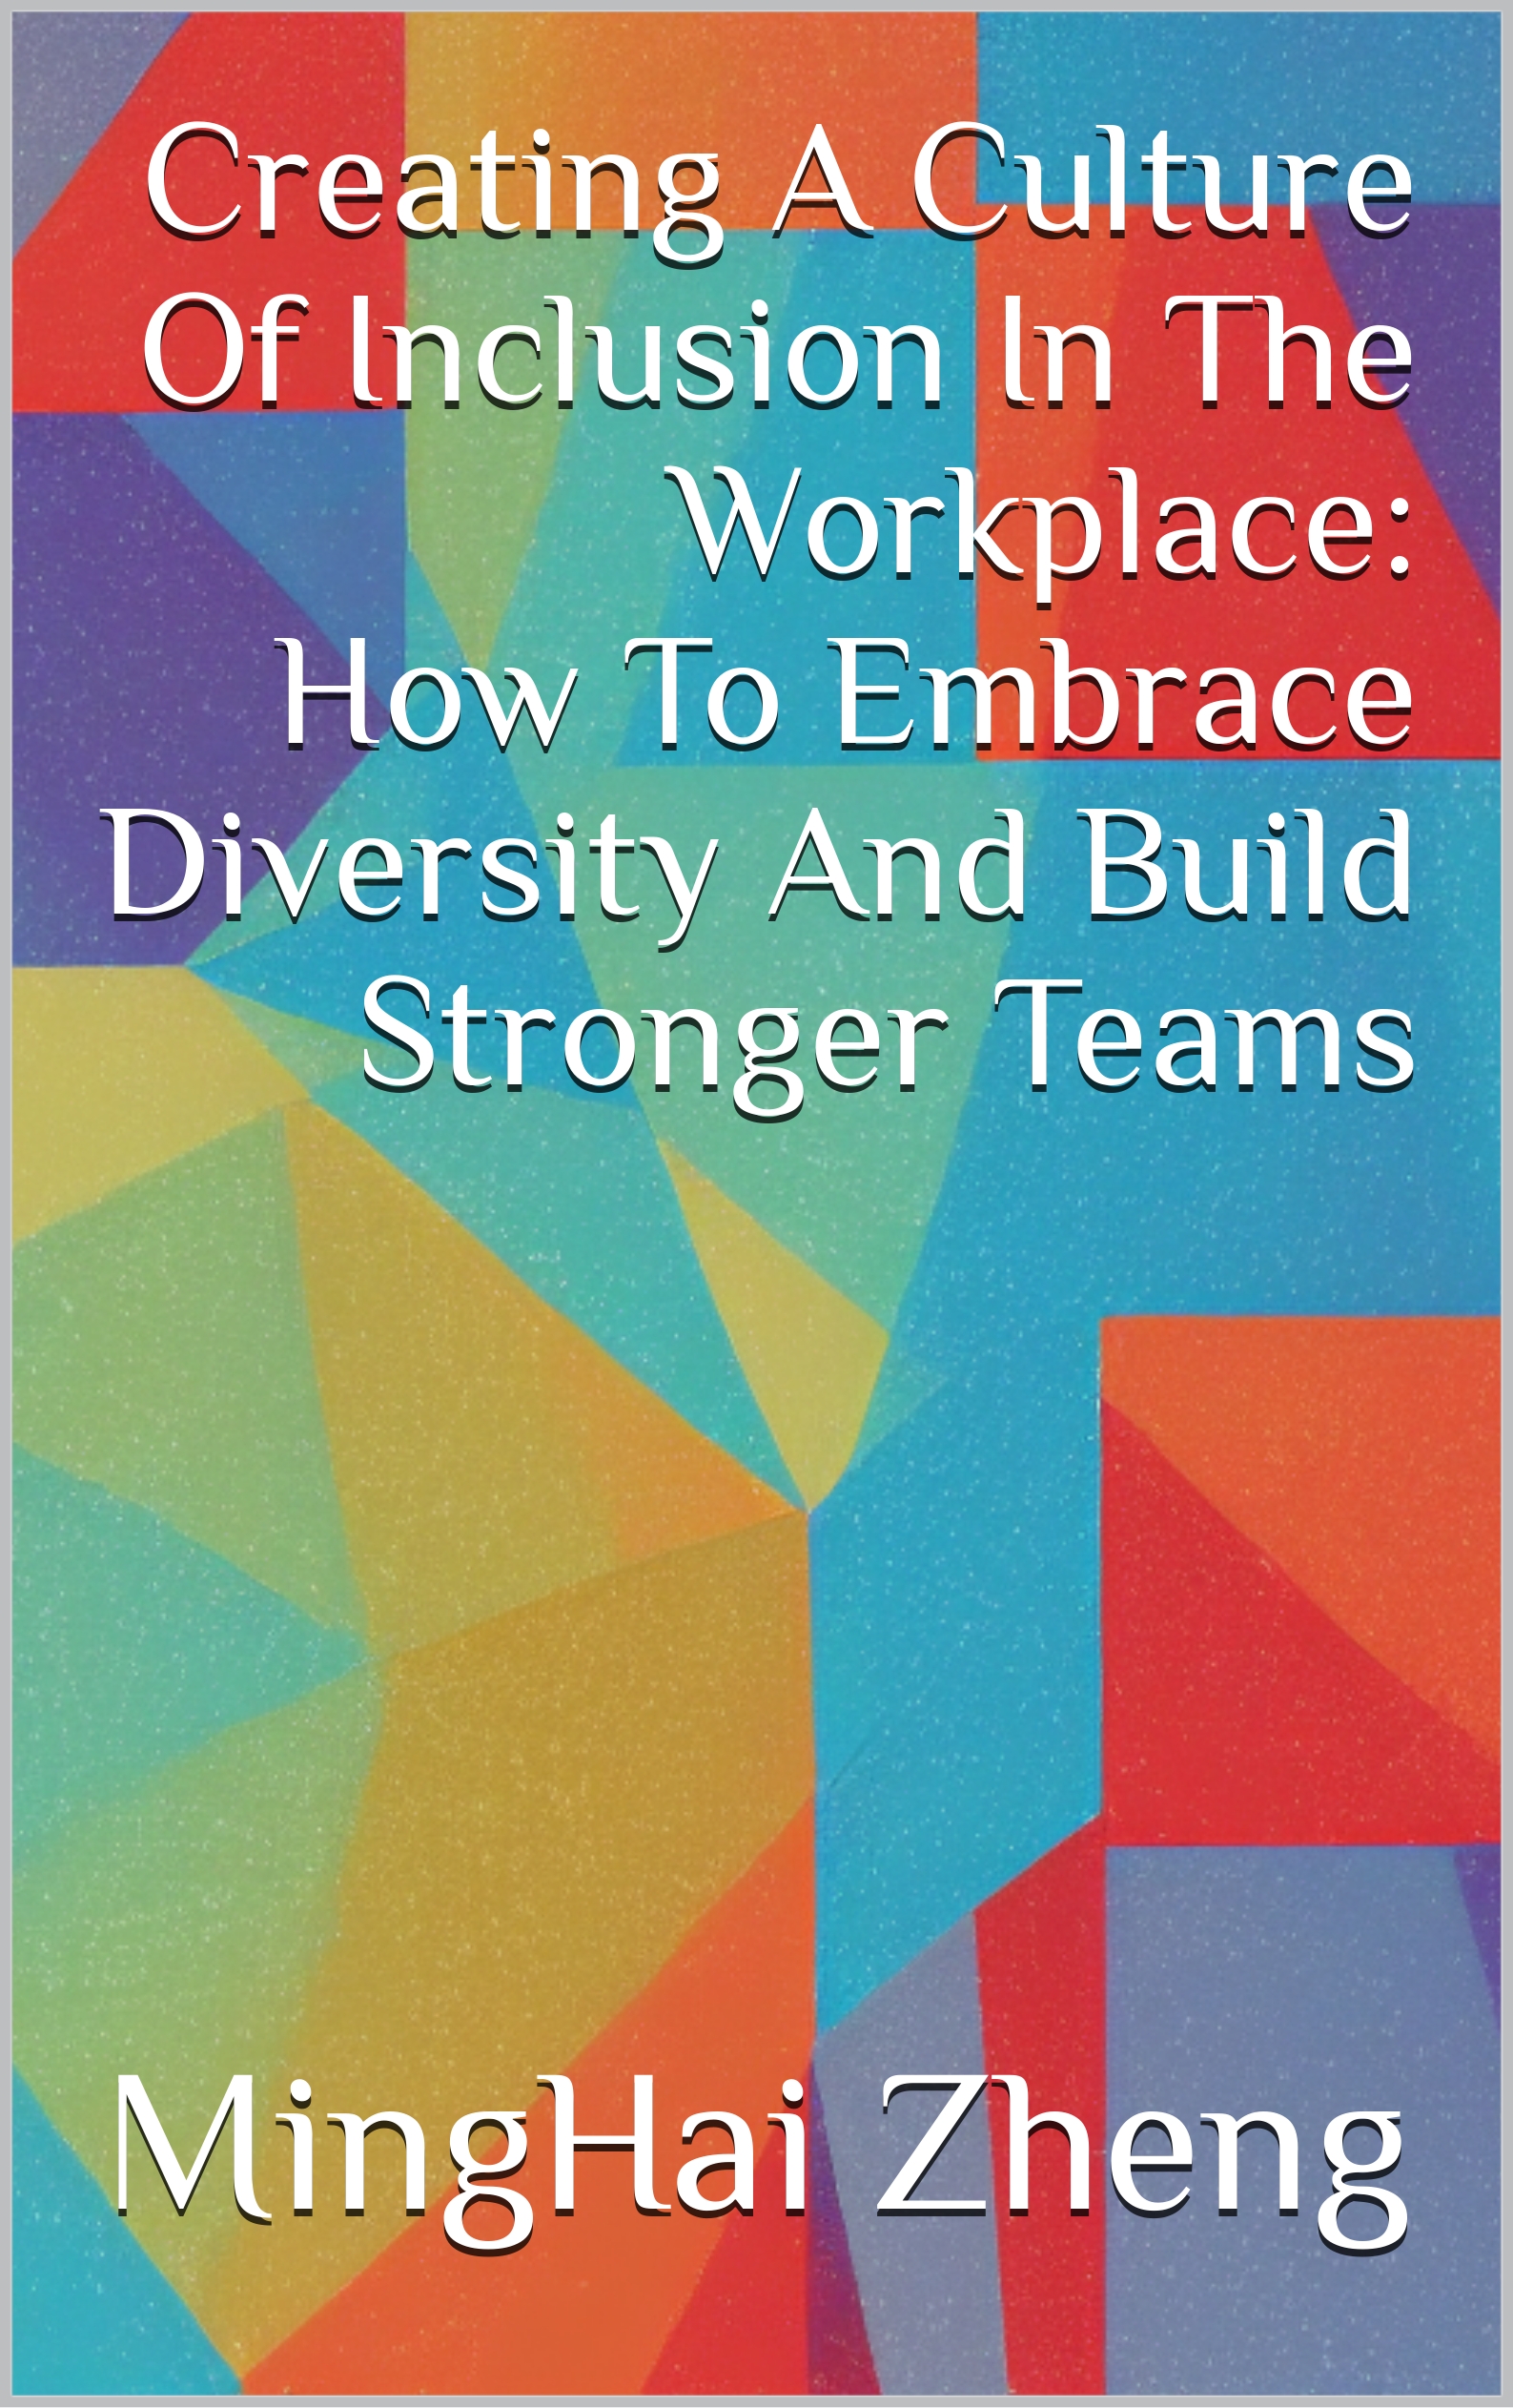 Creating A Culture
Of Inclusion In The
Workplace:
How To Embrace
Diversity And Build
Stronger Teams
MingHai Zheng